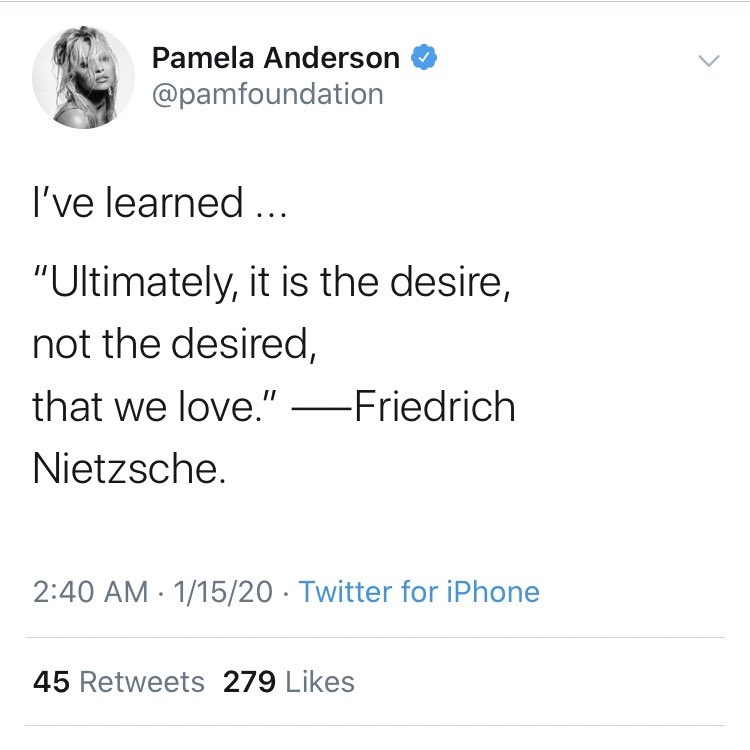 Pamela Anderson
@pamfoundation
I’ve learned ...
“Ultimately, it is the desire,
not the desired,
that we love.” ──Friedrich
Nietzsche.
2:40 AM · 1/15/20 · Twitter for iPhone
45 Retweets 279 Likes